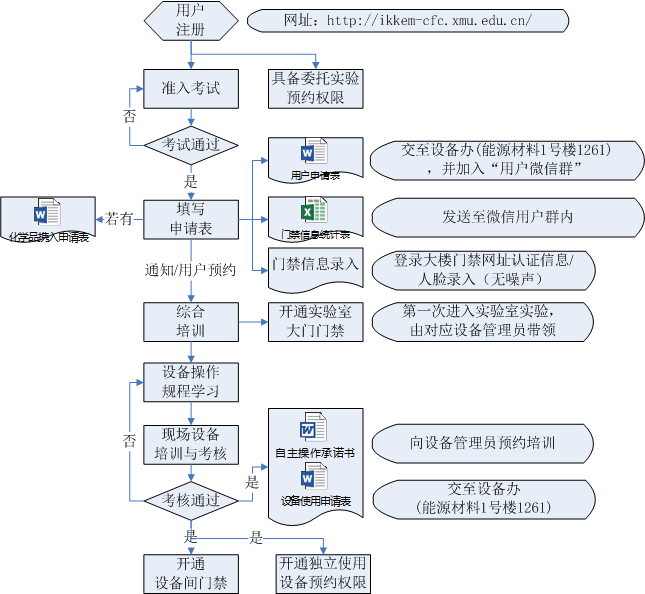 用户
注册
网址：http://ikkem-cfc.xmu.edu.cn/
准入考试
具备委托实验
预约权限
否
考试通过
是
用户申请表
交至设备办(能源材料1号楼1261)
，并加入“用户微信群”
化学品携入申请表
若有
填写
申请表
门禁信息统计表
发送至微信用户群内
门禁信息录入
登录大楼门禁网址认证信息/
人脸录入（无噪声）
通知/用户预约
综合
培训
开通实验室
大门门禁
第一次进入实验室实验，
由对应设备管理员带领
设备操作
规程学习
否
现场设备
培训与考核
自主操作承诺书
向设备管理员预约培训
考核通过
是
设备使用申请表
交至设备办
(能源材料1号楼1261)
是
是
开通
设备间门禁
开通独立使用
设备预约权限